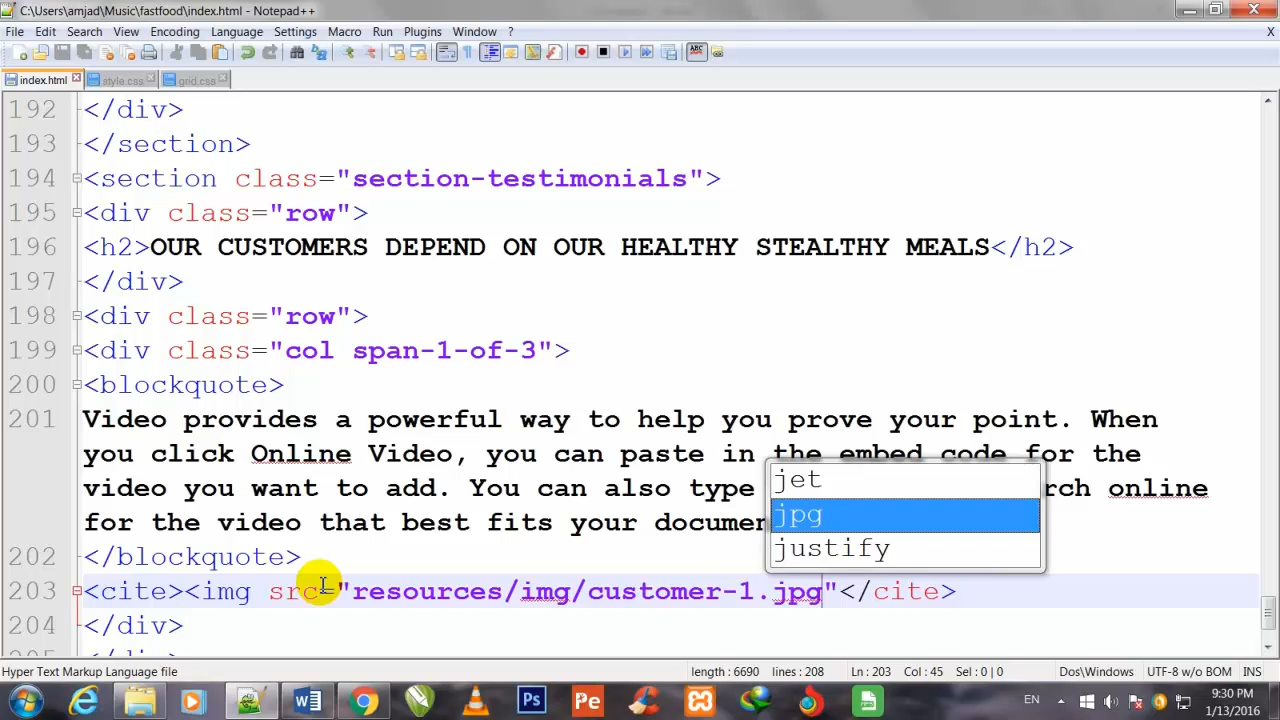 C:\Users\amjad\Music\fastfood\index.html - Notepad++
File Edit Search View Encoding Language Settings Macro Run Plugins Window ? X
index.html style.css grid.css
192 </div>
193 </section>
194 <section class="section-testimonials">
195 <div class="row">
196 <h2>OUR CUSTOMERS DEPEND ON OUR HEALTHY STEALTHY MEALS</h2>
197 </div>
198 <div class="row">
199 <div class="col span-1-of-3">
200 <blockquote>
201 Video provides a powerful way to help you prove your point. When
you click Online Video, you can paste in the embed code for the
video you want to add. You can also type rch online
for the video that best fits your documen
jet
jpg
justify
202 </blockquote>
203 <cite><img src="resources/img/customer-1.jpg"</cite>
204 </div>
Hyper Text Markup Language file length : 6690 lines : 208 Ln : 203 Col : 45 Sel : 0 | 0 Dos\Windows UTF-8 w/o BOM INS
Ps Pe EN 9:30 PM
1/13/2016